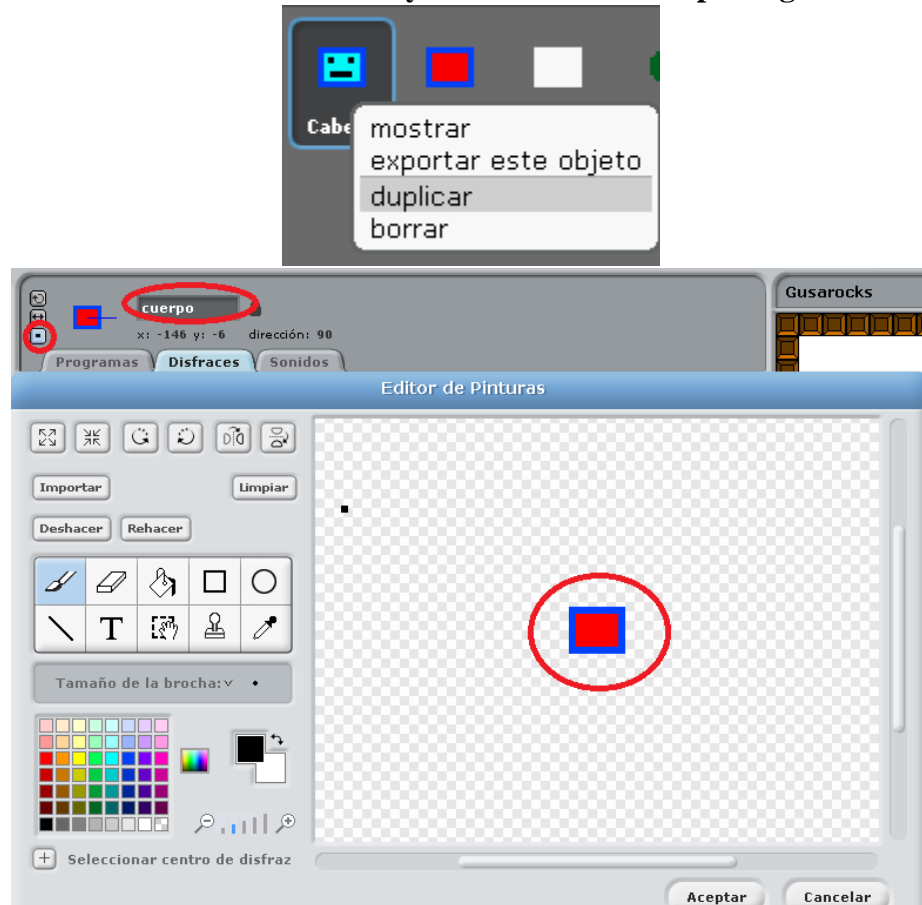 Cabe
mostrar
exportar este objeto
duplicar
borrar
cuerpo
x: -146 y: -6 dirección: 90
Gusarocks
Programas Disfraces Sonidos
Editor de Pinturas
Importar Limpiar
Deshacer Rehacer
T
Tamaño de la brocha:
Seleccionar centro de disfraz
Aceptar Cancelar